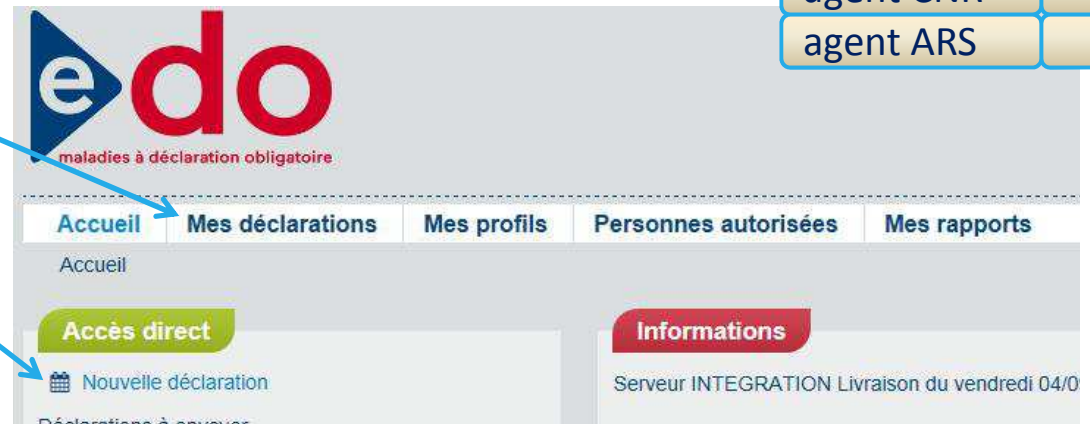 agent ARS
e do
maladies à déclaration obligatoire
Accueil Mes déclarations Mes profils Personnes autorisées Mes rapports
Accueil
Accès direct
Informations
Nouvelle déclaration
Serveur INTEGRATION Livraison du vendredi 04/0